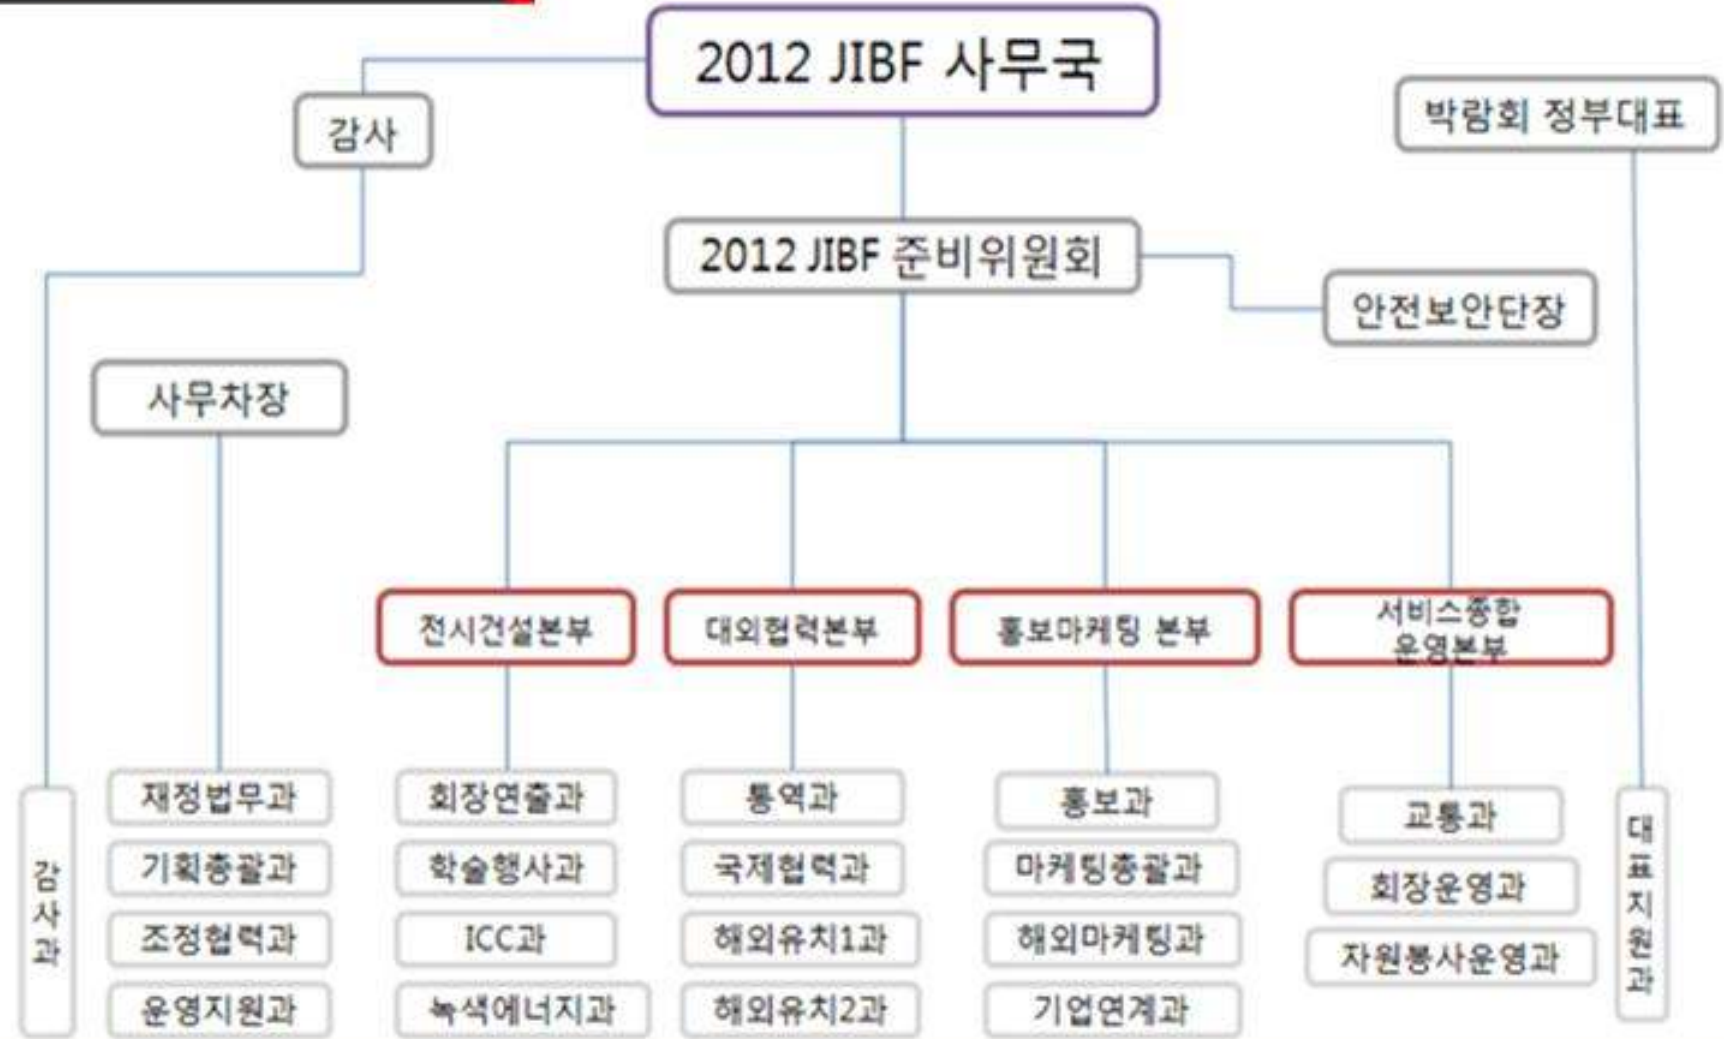 2012 JIBF 사무국
감사
박람회 정부대표
2012 JIBF 준비위원회
안전보안단장
사무차장
전시건설본부
대외협력본부
홍보마케팅 본부
서비스종합
운영본부
감사과
재정법무과
기획총괄과
조정협력과
운영지원과
회장연출과
학술행사과
ICC과
녹색에너지과
통역과
국제협력과
해외유치1과
해외유치2과
홍보과
마케팅총괄과
해외마케팅과
기업연계과
교통과
회장운영과
자원봉사운영과
대표지원과